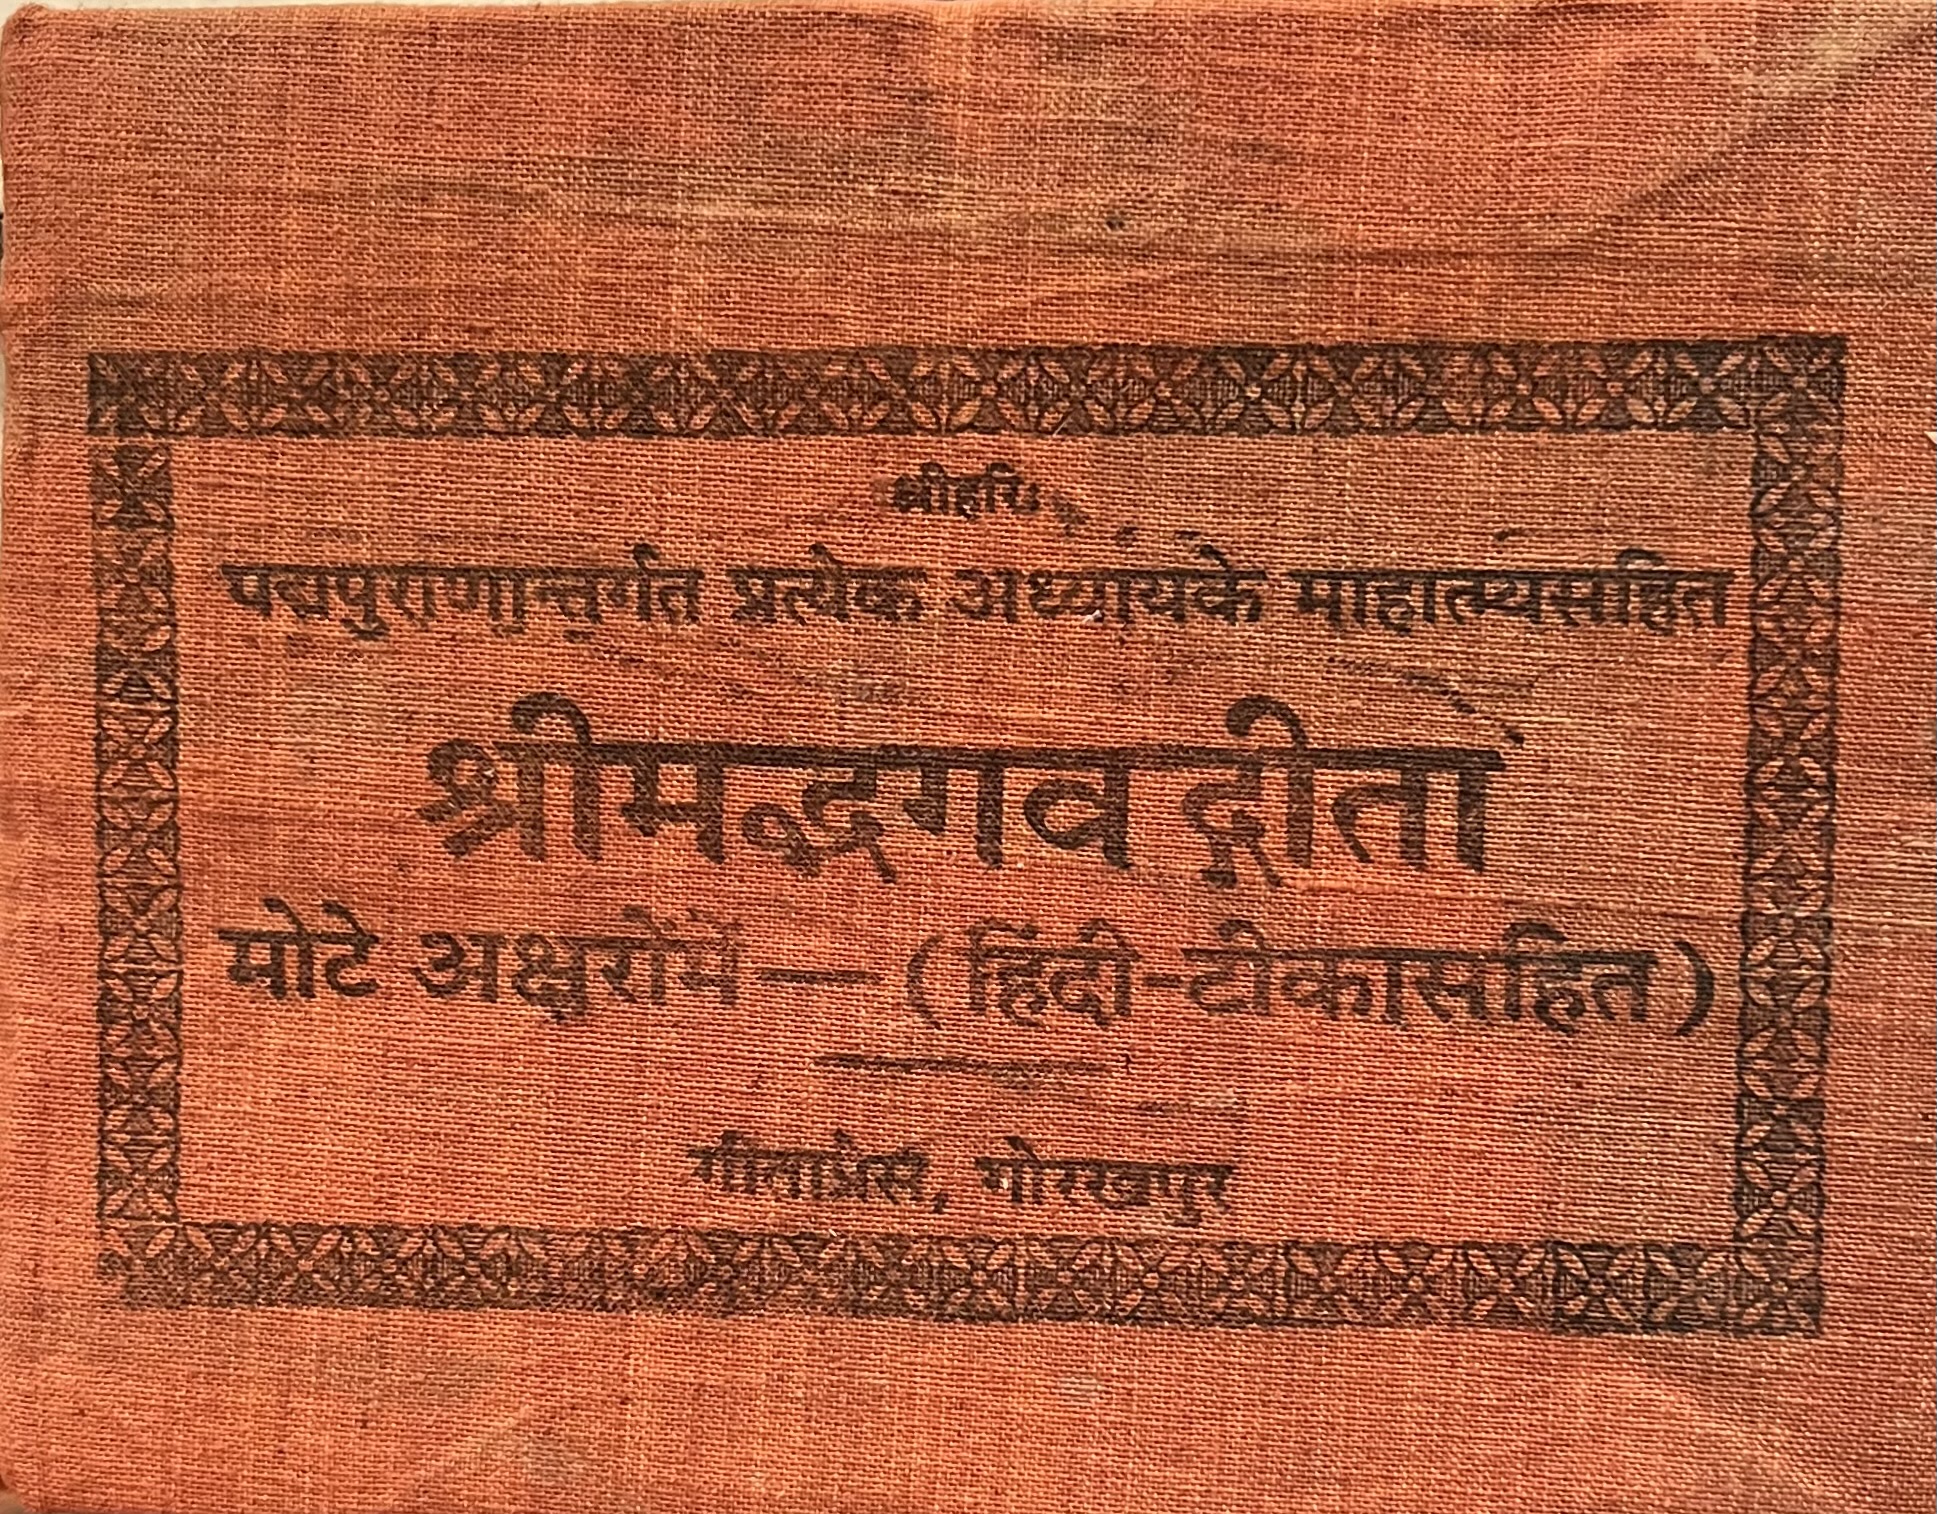 श्रीहरिः
पद्मपुराणान्तर्गत प्रत्येक अध्यायके माहात्म्यसहित
श्रीमद्भगवद्गीता
मोटे अक्षरोंमें — ( हिंदी-टीकासहित )
गीताप्रेस, गोरखपुर